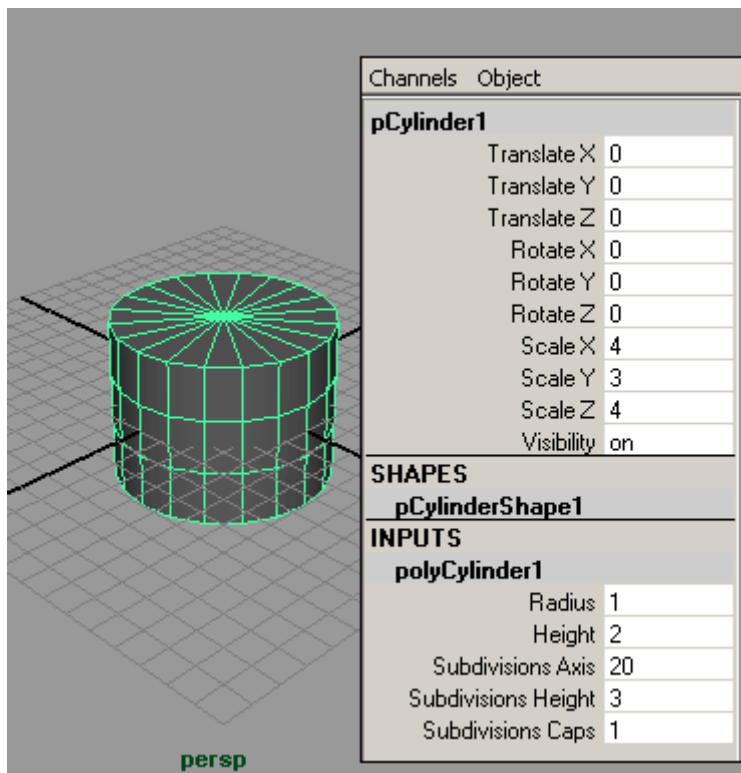 Channels Object
pCylinder1
Translate X 0
Translate Y 0
Translate Z 0
Rotate X 0
Rotate Y 0
Rotate Z 0
Scale X 4
Scale Y 3
Scale Z 4
Visibility on
SHAPES
pCylinderShape1
INPUTS
polyCylinder1
Radius 1
Height 2
Subdivisions Axis 20
Subdivisions Height 3
Subdivisions Caps 1
persp